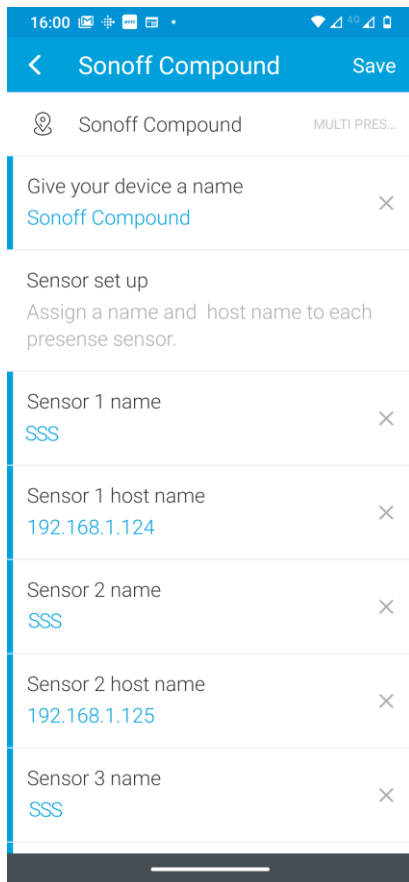 16:00
4G
Sonoff Compound
Save
Sonoff Compound
MULTI PRES...
Give your device a name
Sonoff Compound
Sensor set up
Assign a name and host name to each
presense sensor.
Sensor 1 name
SSS
Sensor 1 host name
192.168.1.124
Sensor 2 name
SSS
Sensor 2 host name
192.168.1.125
Sensor 3 name
SSS